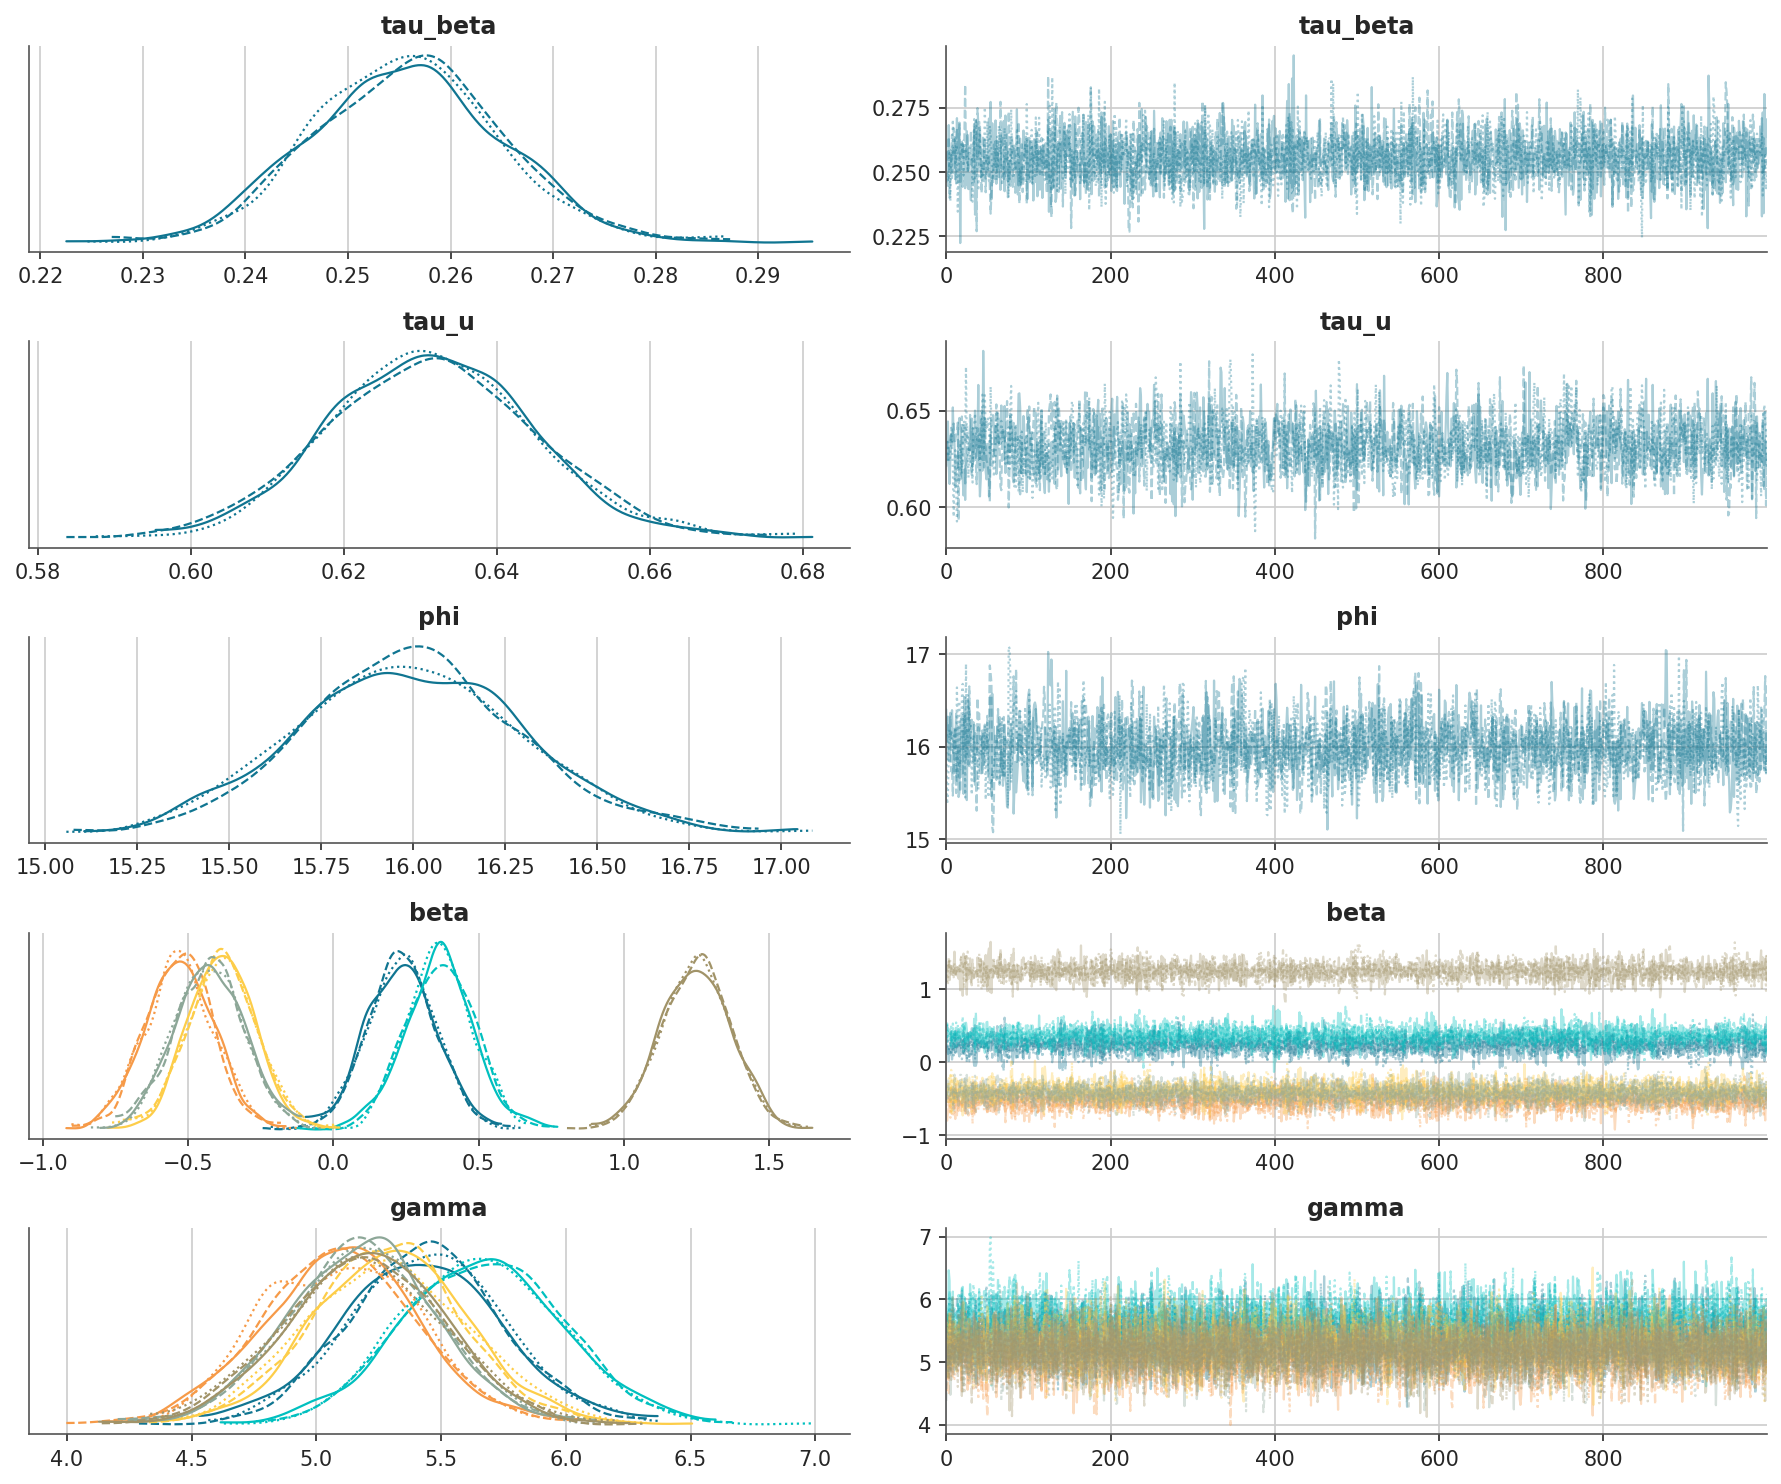 tau_beta
tau_beta
0.275
0.250
0.225
0.22 0.23 0.24 0.25 0.26 0.27 0.28 0.29
0 200 400 600 800
tau_u
tau_u
0.65
0.60
0.58 0.60 0.62 0.64 0.66 0.68
0 200 400 600 800
phi
phi
17
16
15
15.00 15.25 15.50 15.75 16.00 16.25 16.50 16.75 17.00
0 200 400 600 800
beta
beta
1
0
−1
−1.0 −0.5 0.0 0.5 1.0 1.5
0 200 400 600 800
gamma
gamma
7
6
5
4
4.0 4.5 5.0 5.5 6.0 6.5 7.0
0 200 400 600 800